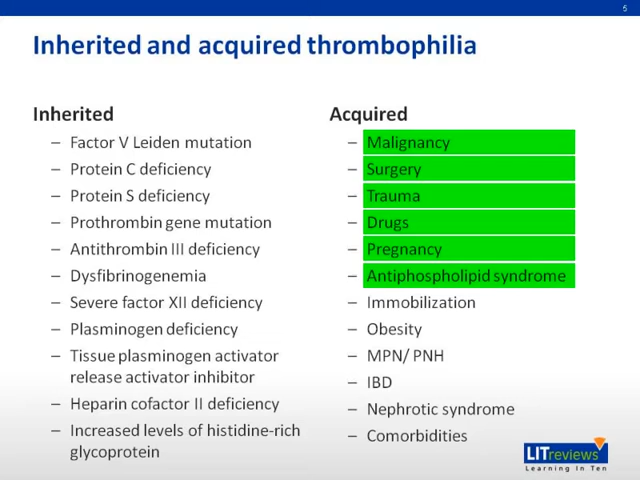 5
Inherited and acquired thrombophilia
Inherited
– Factor V Leiden mutation
– Protein C deficiency
– Protein S deficiency
– Prothrombin gene mutation
– Antithrombin III deficiency
– Dysfibrinogenemia
– Severe factor XII deficiency
– Plasminogen deficiency
– Tissue plasminogen activator
release activator inhibitor
– Heparin cofactor II deficiency
– Increased levels of histidine-rich
glycoprotein
Acquired
– Malignancy
– Surgery
– Trauma
– Drugs
– Pregnancy
– Antiphospholipid syndrome
– Immobilization
– Obesity
– MPN/ PNH
– IBD
– Nephrotic syndrome
– Comorbidities
LITreviews
Learning In Ten